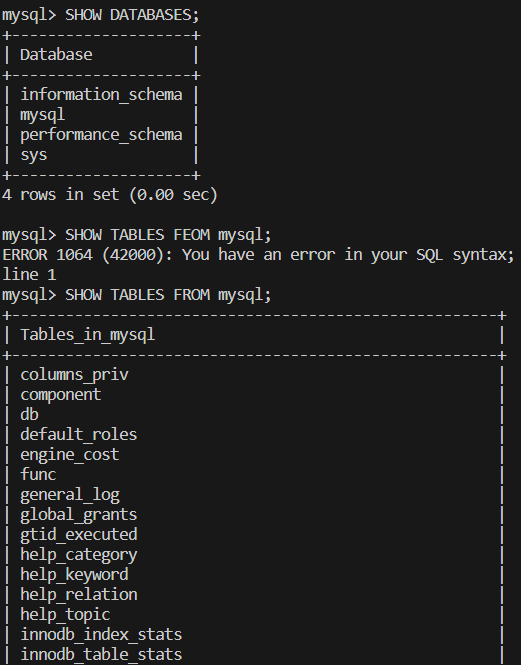 mysql> SHOW DATABASES;
+--------------------+
| Database           |
+--------------------+
| information_schema |
| mysql              |
| performance_schema |
| sys                |
+--------------------+
4 rows in set (0.00 sec)
mysql> SHOW TABLES FEOM mysql;
ERROR 1064 (42000): You have an error in your SQL syntax;
line 1
mysql> SHOW TABLES FROM mysql;
+------------------------------------------------------+
| Tables_in_mysql                                      |
+------------------------------------------------------+
| columns_priv                                         |
| component                                            |
| db                                                   |
| default_roles                                        |
| engine_cost                                          |
| func                                                 |
| general_log                                          |
| global_grants                                        |
| gtid_executed                                        |
| help_category                                        |
| help_keyword                                         |
| help_relation                                        |
| help_topic                                           |
| innodb_index_stats                                   |
| innodb_table_stats                                   |